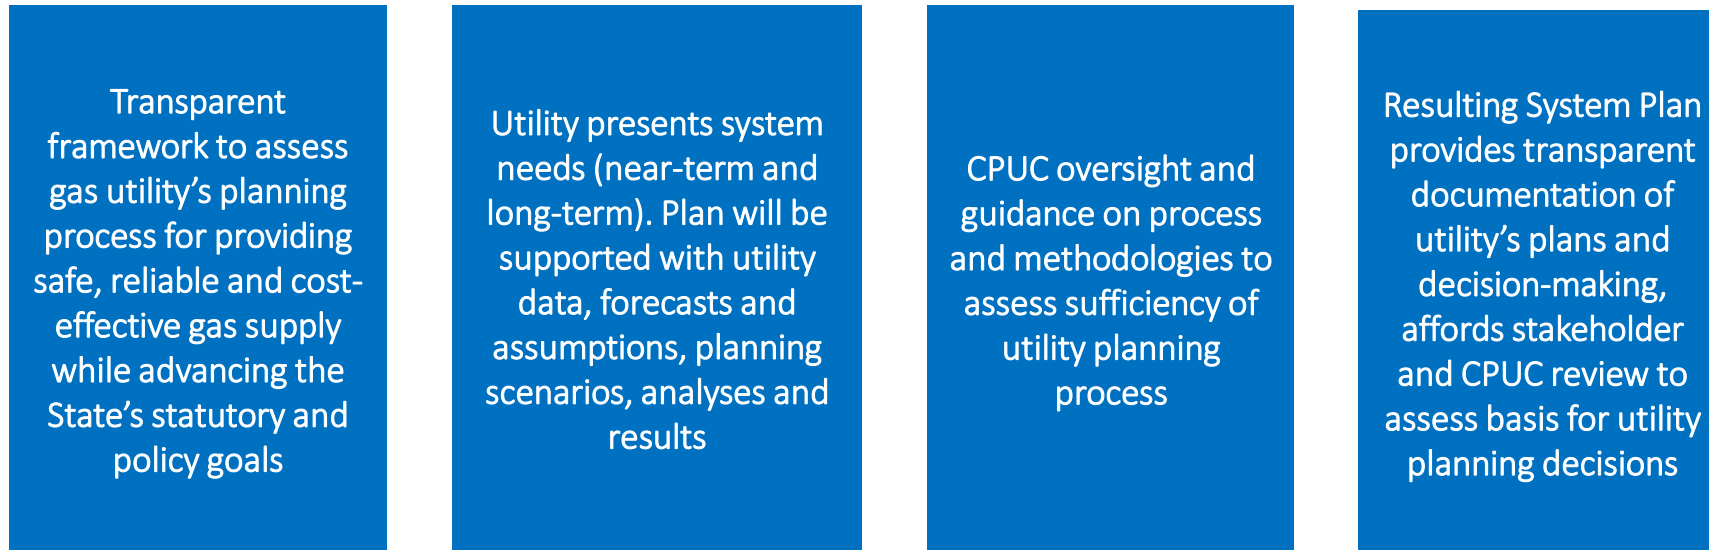 Transparent
framework to assess
gas utility’s planning
process for providing
safe, reliable and cost-
effective gas supply
while advancing the
State’s statutory and
policy goals
Utility presents system
needs (near-term and
long-term). Plan will be
supported with utility
data, forecasts and
assumptions, planning
scenarios, analyses and
results
CPUC oversight and
guidance on process
and methodologies to
assess sufficiency of
utility planning
process
Resulting System Plan
provides transparent
documentation of
utility’s plans and
decision-making,
affords stakeholder
and CPUC review to
assess basis for utility
planning decisions